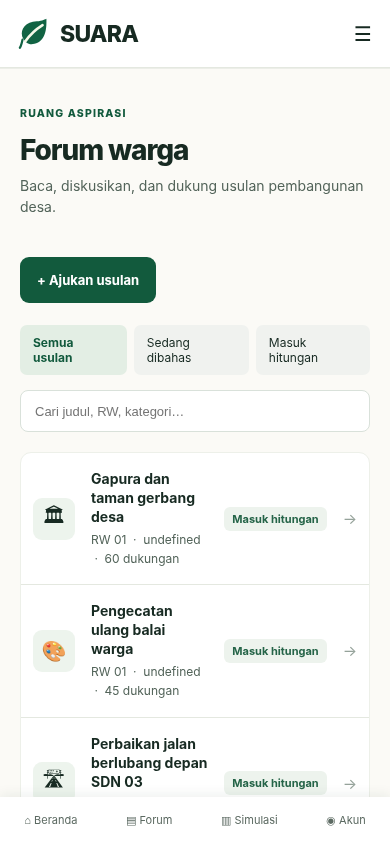 SUARA
RUANG ASPIRASI
Forum warga
Baca, diskusikan, dan dukung usulan pembangunan
desa.
+ Ajukan usulan
Semua
usulan
Sedang
dibahas
Masuk
hitungan
Cari judul, RW, kategori...
Gapura dan
taman gerbang
desa
RW 01 · undefined
· 60 dukungan
Masuk hitungan →
Pengecatan
ulang balai
warga
RW 01 · undefined
· 45 dukungan
Masuk hitungan →
Perbaikan jalan
berlubang depan
SDN 03
Masuk hitungan →
Beranda
Forum
Simulasi
Akun